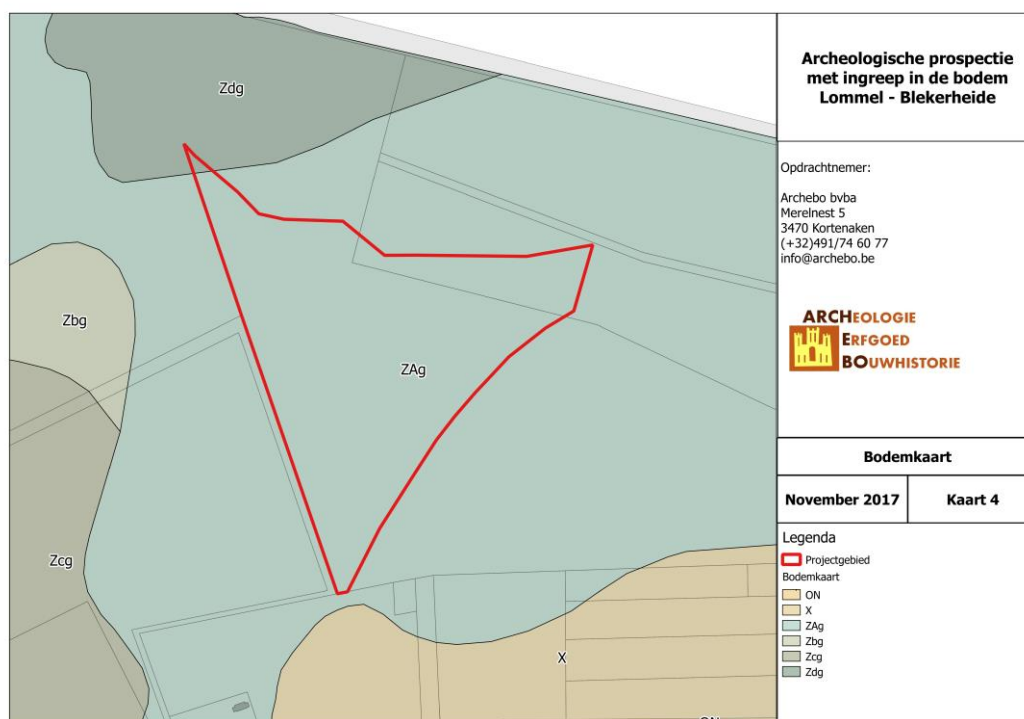 Zdg
Zbg
ZAg
Zcg
X
ON
Archeologische prospectie
met ingreep in de bodem
Lommel - Blekerheide
Opdrachtnemer:
Archebo bvba
Merelnest 5
3470 Kortenaken
(+32)491/74 60 77
info@archebo.be
ARCHEOLOGIE
ERFGOED
BOUWHISTORIE
Bodemkaart
November 2017
Kaart 4
Legenda
Projectgebied
Bodemkaart
ON
X
ZAg
Zbg
Zcg
Zdg